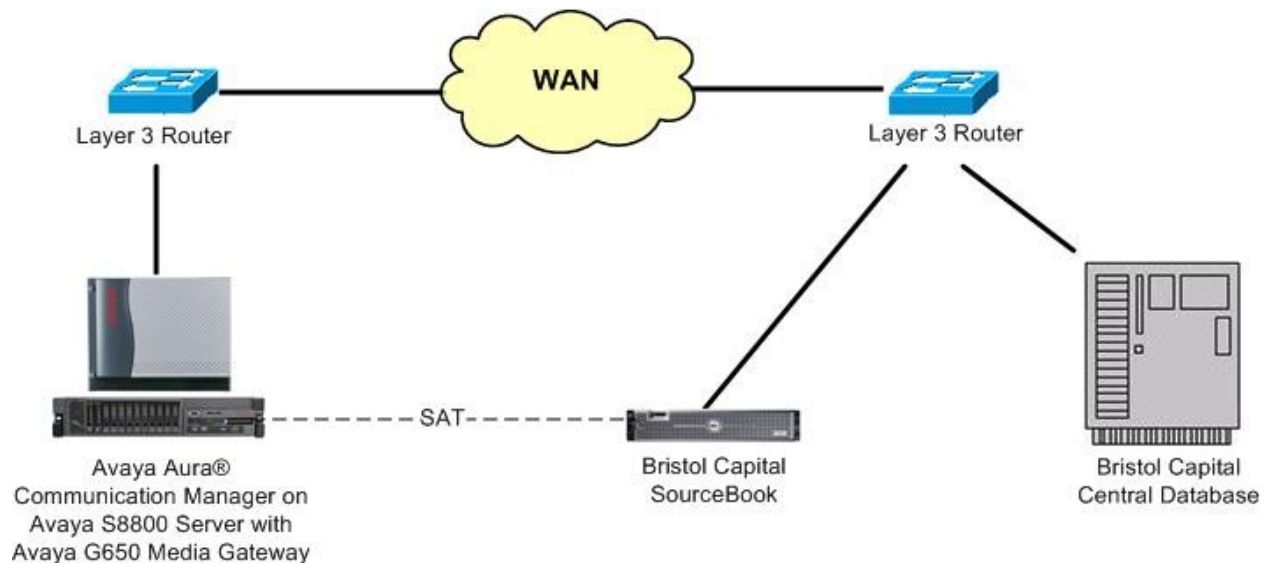 WAN
Layer 3 Router
Layer 3 Router
SAT
Avaya Aura®
Communication Manager on
Avaya S8800 Server with
Avaya G650 Media Gateway
Bristol Capital
SourceBook
Bristol Capital
Central Database